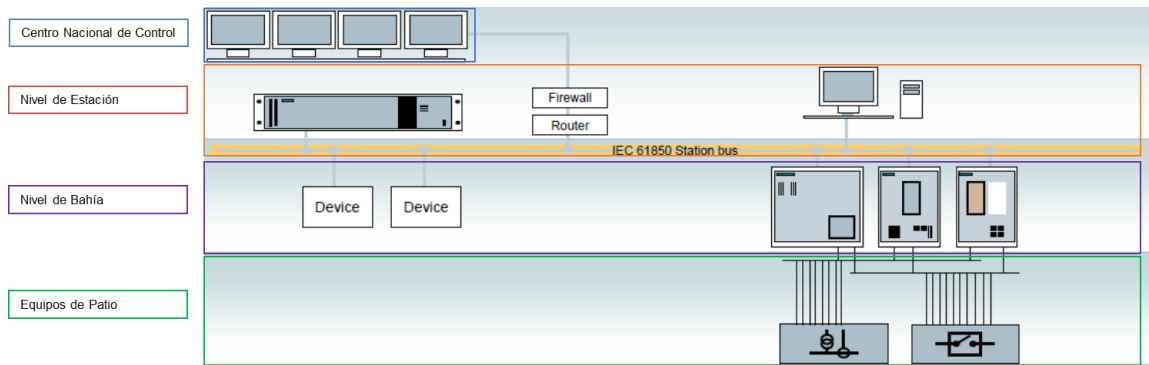 Centro Nacional de Control
Nivel de Estación
Firewall
Router
IEC 61850 Station bus
Nivel de Bahía
Device
Device
Equipos de Patio